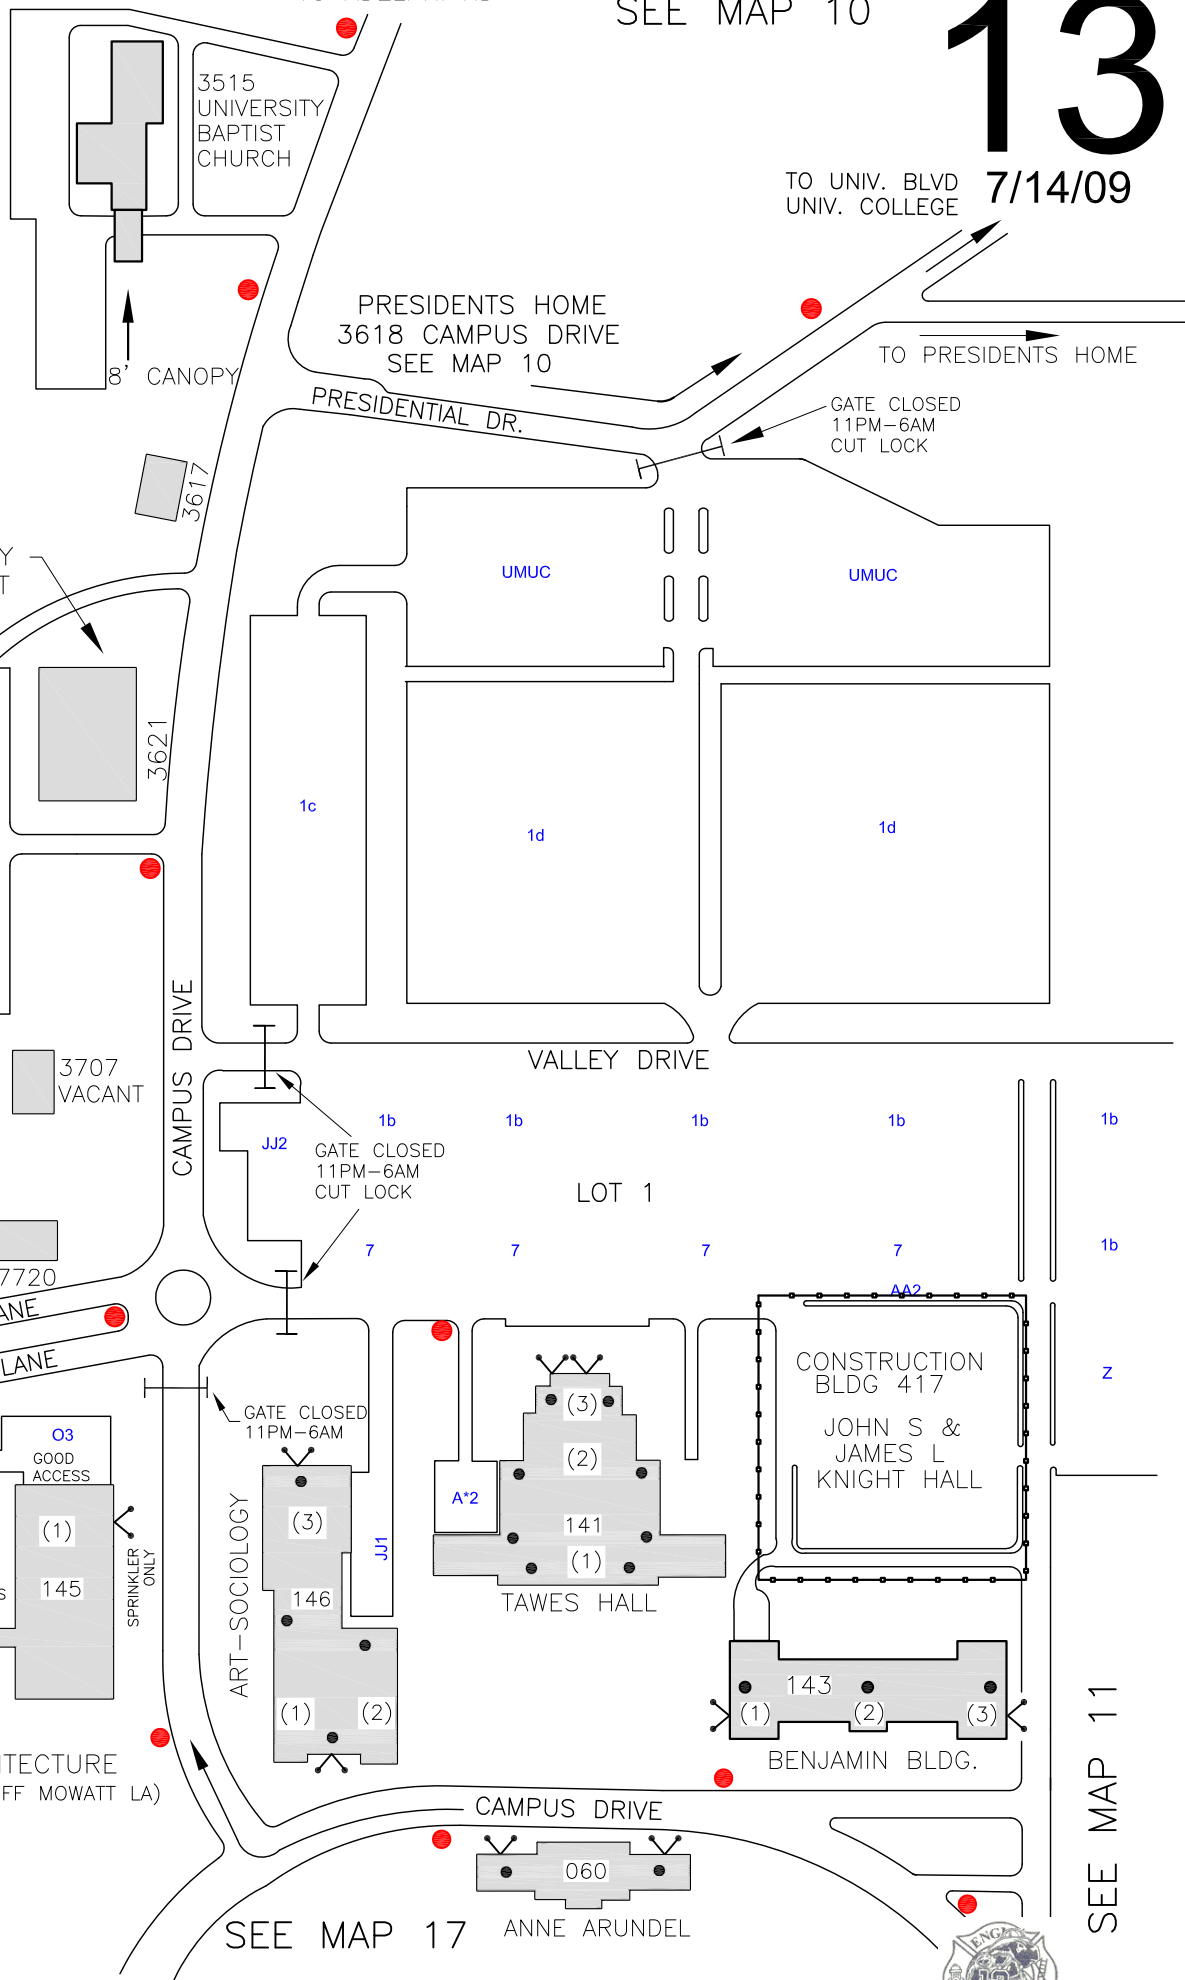 SEE MAP 10
13
7/14/09
3515
UNIVERSITY
BAPTIST
CHURCH
TO UNIV. BLVD
UNIV. COLLEGE
PRESIDENTS HOME
3618 CAMPUS DRIVE
SEE MAP 10
TO PRESIDENTS HOME
8' CANOPY
PRESIDENTIAL DR.
GATE CLOSED
11PM-6AM
CUT LOCK
3617
Y
T
UMUC
UMUC
3621
1c
1d
1d
CAMPUS DRIVE
VALLEY DRIVE
3707
VACANT
1b
1b
1b
1b
1b
JJ2
GATE CLOSED
11PM-6AM
CUT LOCK
LOT 1
7
7
7
7
1b
AA2
7720
ANE
LANE
CONSTRUCTION
BLDG 417
JOHN S &
JAMES L
KNIGHT HALL
Z
GATE CLOSED
11PM-6AM
O3
GOOD
ACCESS
(3)
(2)
141
(1)
TAWES HALL
A*2
JJ1
(1)
145
S
SPRINKLER
ONLY
ART-SOCIOLOGY
(3)
146
(1)
(2)
143
(1)
(2)
(3)
BENJAMIN BLDG.
SEE MAP 11
ITECTURE
FF MOWATT LA)
CAMPUS DRIVE
060
ANNE ARUNDEL
SEE MAP 17
ENGI